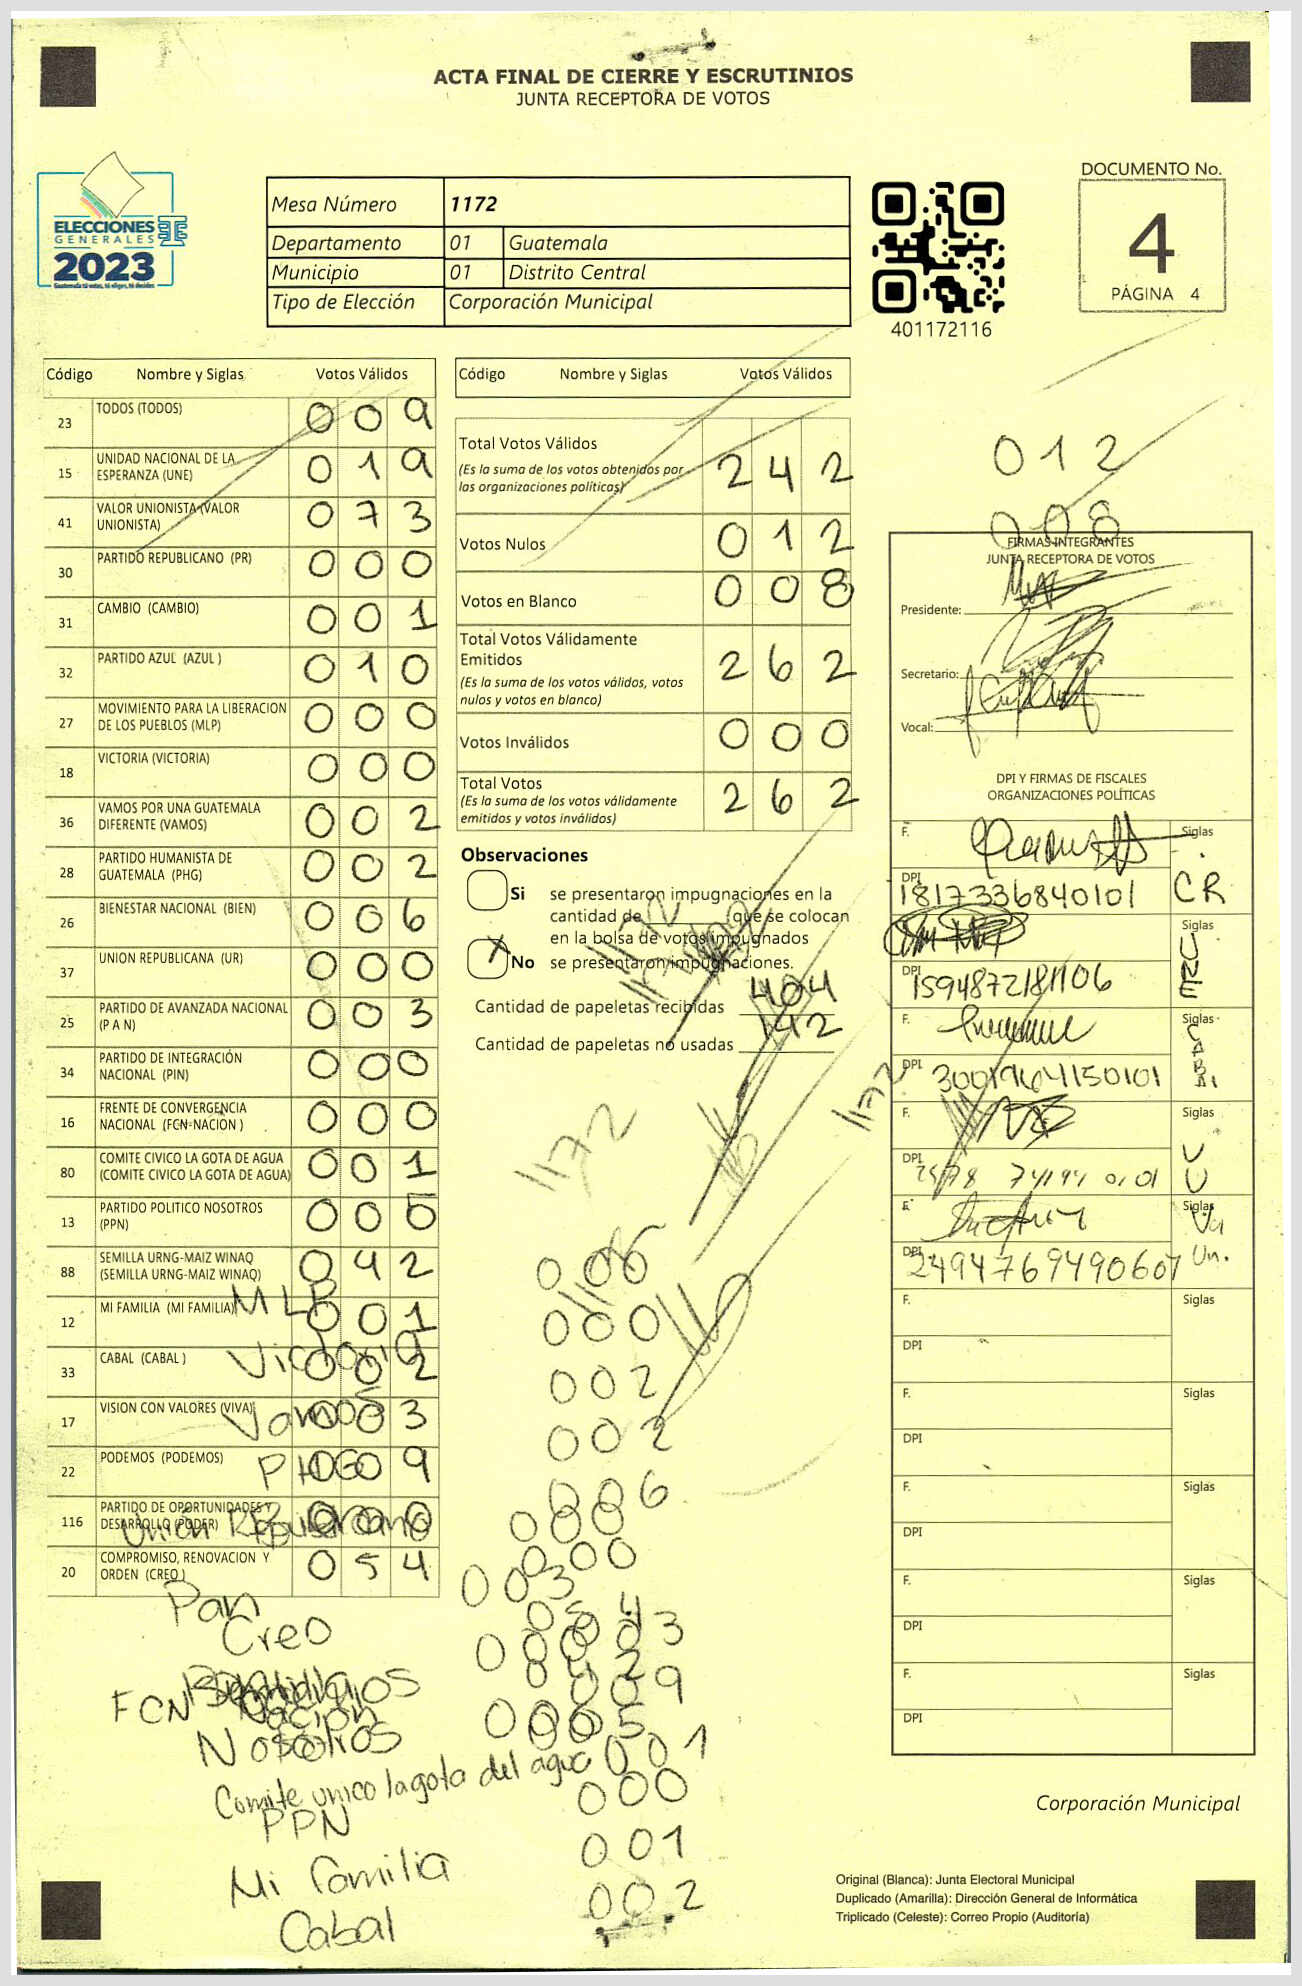 ACTA FINAL DE CIERRE Y ESCRUTINIOS
JUNTA RECEPTORA DE VOTOS
ELECCIONES
GENERALES
2023
Guatemala tú votas, tú eliges, tú decides
Mesa Número 1172
Departamento 01 Guatemala
Municipio 01 Distrito Central
Tipo de Elección Corporación Municipal
401172116
DOCUMENTO No.
4
PÁGINA 4
Código Nombre y Siglas Votos Válidos
23 TODOS (TODOS) 0 0 9
15 UNIDAD NACIONAL DE LA ESPERANZA (UNE) 0 1 9
41 VALOR UNIONISTA (VALOR UNIONISTA) 0 7 3
30 PARTIDO REPUBLICANO (PR) 0 0 0
31 CAMBIO (CAMBIO) 0 0 1
32 PARTIDO AZUL (AZUL ) 0 1 0
27 MOVIMIENTO PARA LA LIBERACION DE LOS PUEBLOS (MLP) 0 0 0
18 VICTORIA (VICTORIA) 0 0 0
36 VAMOS POR UNA GUATEMALA DIFERENTE (VAMOS) 0 0 2
28 PARTIDO HUMANISTA DE GUATEMALA (PHG) 0 0 2
26 BIENESTAR NACIONAL (BIEN) 0 0 6
37 UNION REPUBLICANA (UR) 0 0 0
25 PARTIDO DE AVANZADA NACIONAL (P A N) 0 0 3
34 PARTIDO DE INTEGRACIÓN NACIONAL (PIN) 0 0 0
16 FRENTE DE CONVERGENCIA NACIONAL (FCN-NACION ) 0 0 0
80 COMITE CIVICO LA GOTA DE AGUA (COMITE CIVICO LA GOTA DE AGUA) 0 0 1
13 PARTIDO POLITICO NOSOTROS (PPN) 0 0 5
88 SEMILLA URNG-MAIZ WINAQ (SEMILLA URNG-MAIZ WINAQ) 0 4 2
12 MI FAMILIA (MI FAMILIA) 0 0 1
33 CABAL (CABAL ) 0 0 2
17 VISION CON VALORES (VIVA) 0 0 3
22 PODEMOS (PODEMOS) 0 0 9
116 PARTIDO DE OPORTUNIDADES Y DESARROLLO (PODER) 0 0 0
20 COMPROMISO, RENOVACION Y ORDEN (CREO ) 0 5 4
MLP
Victoria
Vamos
PHG
Unión Republicano
Pan
Creo
FCN Nación
Nosotros
Comite unico la gota del agua
PPN
Mi familia
Cabal
Código Nombre y Siglas Votos Válidos
Total Votos Válidos 2 4 2
(Es la suma de los votos obtenidos por
las organizaciones políticas)
Votos Nulos 0 1 2
Votos en Blanco 0 0 8
Total Votos Válidamente
Emitidos 2 6 2
(Es la suma de los votos válidos, votos
nulos y votos en blanco)
Votos Inválidos 0 0 0
Total Votos 2 6 2
(Es la suma de los votos válidamente
emitidos y votos inválidos)
Observaciones
Si se presentaron impugnaciones en la
cantidad de que se colocan
en la bolsa de votos impugnados
X No se presentaron impugnaciones.
Cantidad de papeletas recibidas 404
Cantidad de papeletas no usadas 142
1172
1172
1172
000
000
002
002
006
000
000
003
054
0003
042
009
0005
001
000
001
002
012
008
FIRMAS INTEGRANTES
JUNTA RECEPTORA DE VOTOS
Presidente:
Secretario:
Vocal:
DPI Y FIRMAS DE FISCALES
ORGANIZACIONES POLÍTICAS
F. Siglas
DPI 1817336840101 CR
Siglas
DPI 1594872181106
F. Siglas
DPI 3001964150101 CABAL
F. Siglas
DPI UU
F. Siglas
DPI 2494769490607 Va Un.
F. Siglas
DPI
F. Siglas
DPI
F. Siglas
DPI
F. Siglas
DPI
F. Siglas
DPI
Corporación Municipal
Original (Blanca): Junta Electoral Municipal
Duplicado (Amarilla): Dirección General de Informática
Triplicado (Celeste): Correo Propio (Auditoría)